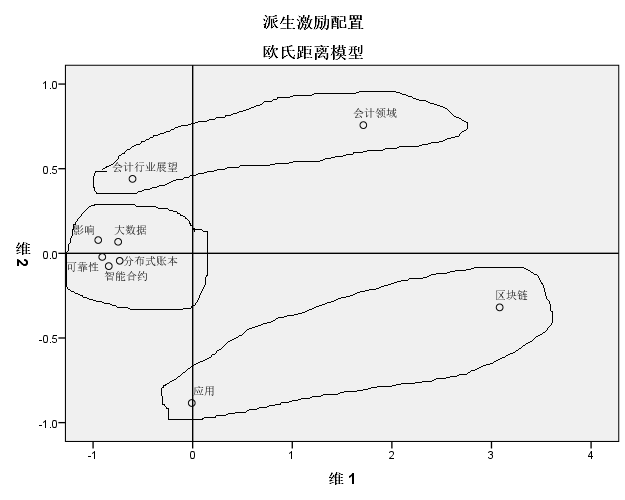 派生激励配置
欧氏距离模型
1.0
会计领域
会计行业展望
0.5
影响
大数据
维 2
0.0
可靠性
分布式账本
智能合约
区块链
-0.5
应用
-1.0
-1
0
1
2
3
4
维 1